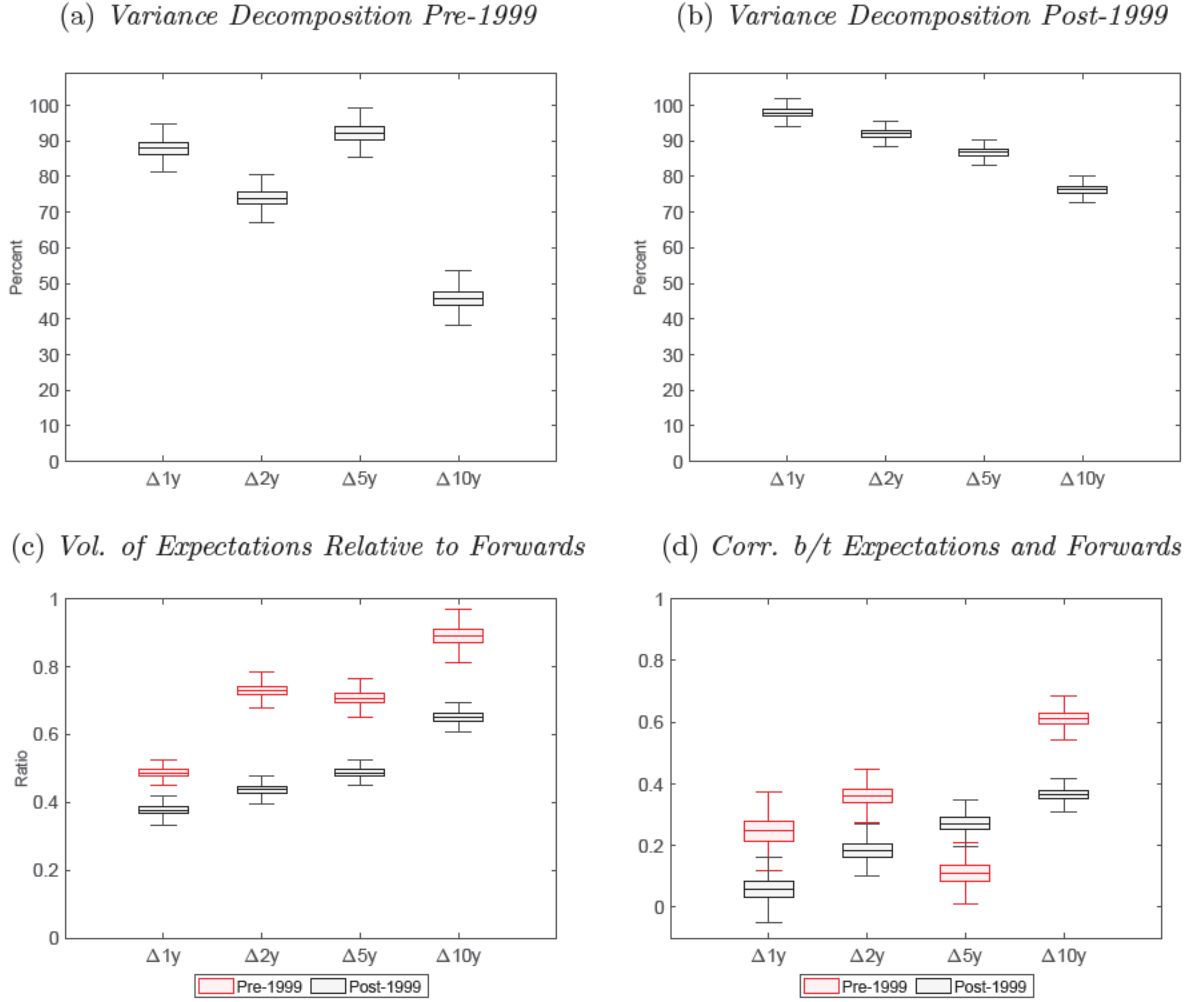 (a) Variance Decomposition Pre-1999
(b) Variance Decomposition Post-1999
100
90
80
70
60
50
40
30
20
10
0
Percent
Δ1y Δ2y Δ5y Δ10y
100
90
80
70
60
50
40
30
20
10
0
Percent
Δ1y Δ2y Δ5y Δ10y
(c) Vol. of Expectations Relative to Forwards
(d) Corr. b/t Expectations and Forwards
1
0.8
0.6
0.4
0.2
0
Ratio
Δ1y Δ2y Δ5y Δ10y
Pre-1999 Post-1999
1
0.8
0.6
0.4
0.2
0
Δ1y Δ2y Δ5y Δ10y
Pre-1999 Post-1999